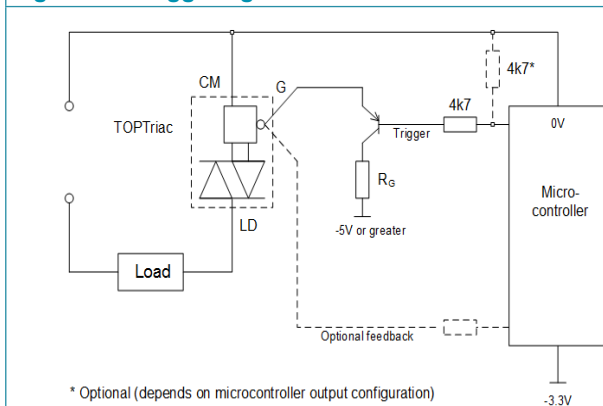 4k7*
CM
G
TOPTriac
4k7
0V
Trigger
RG
Micro-
controller
-5V or greater
LD
Load
Optional feedback
* Optional (depends on microcontroller output configuration)
-3.3V